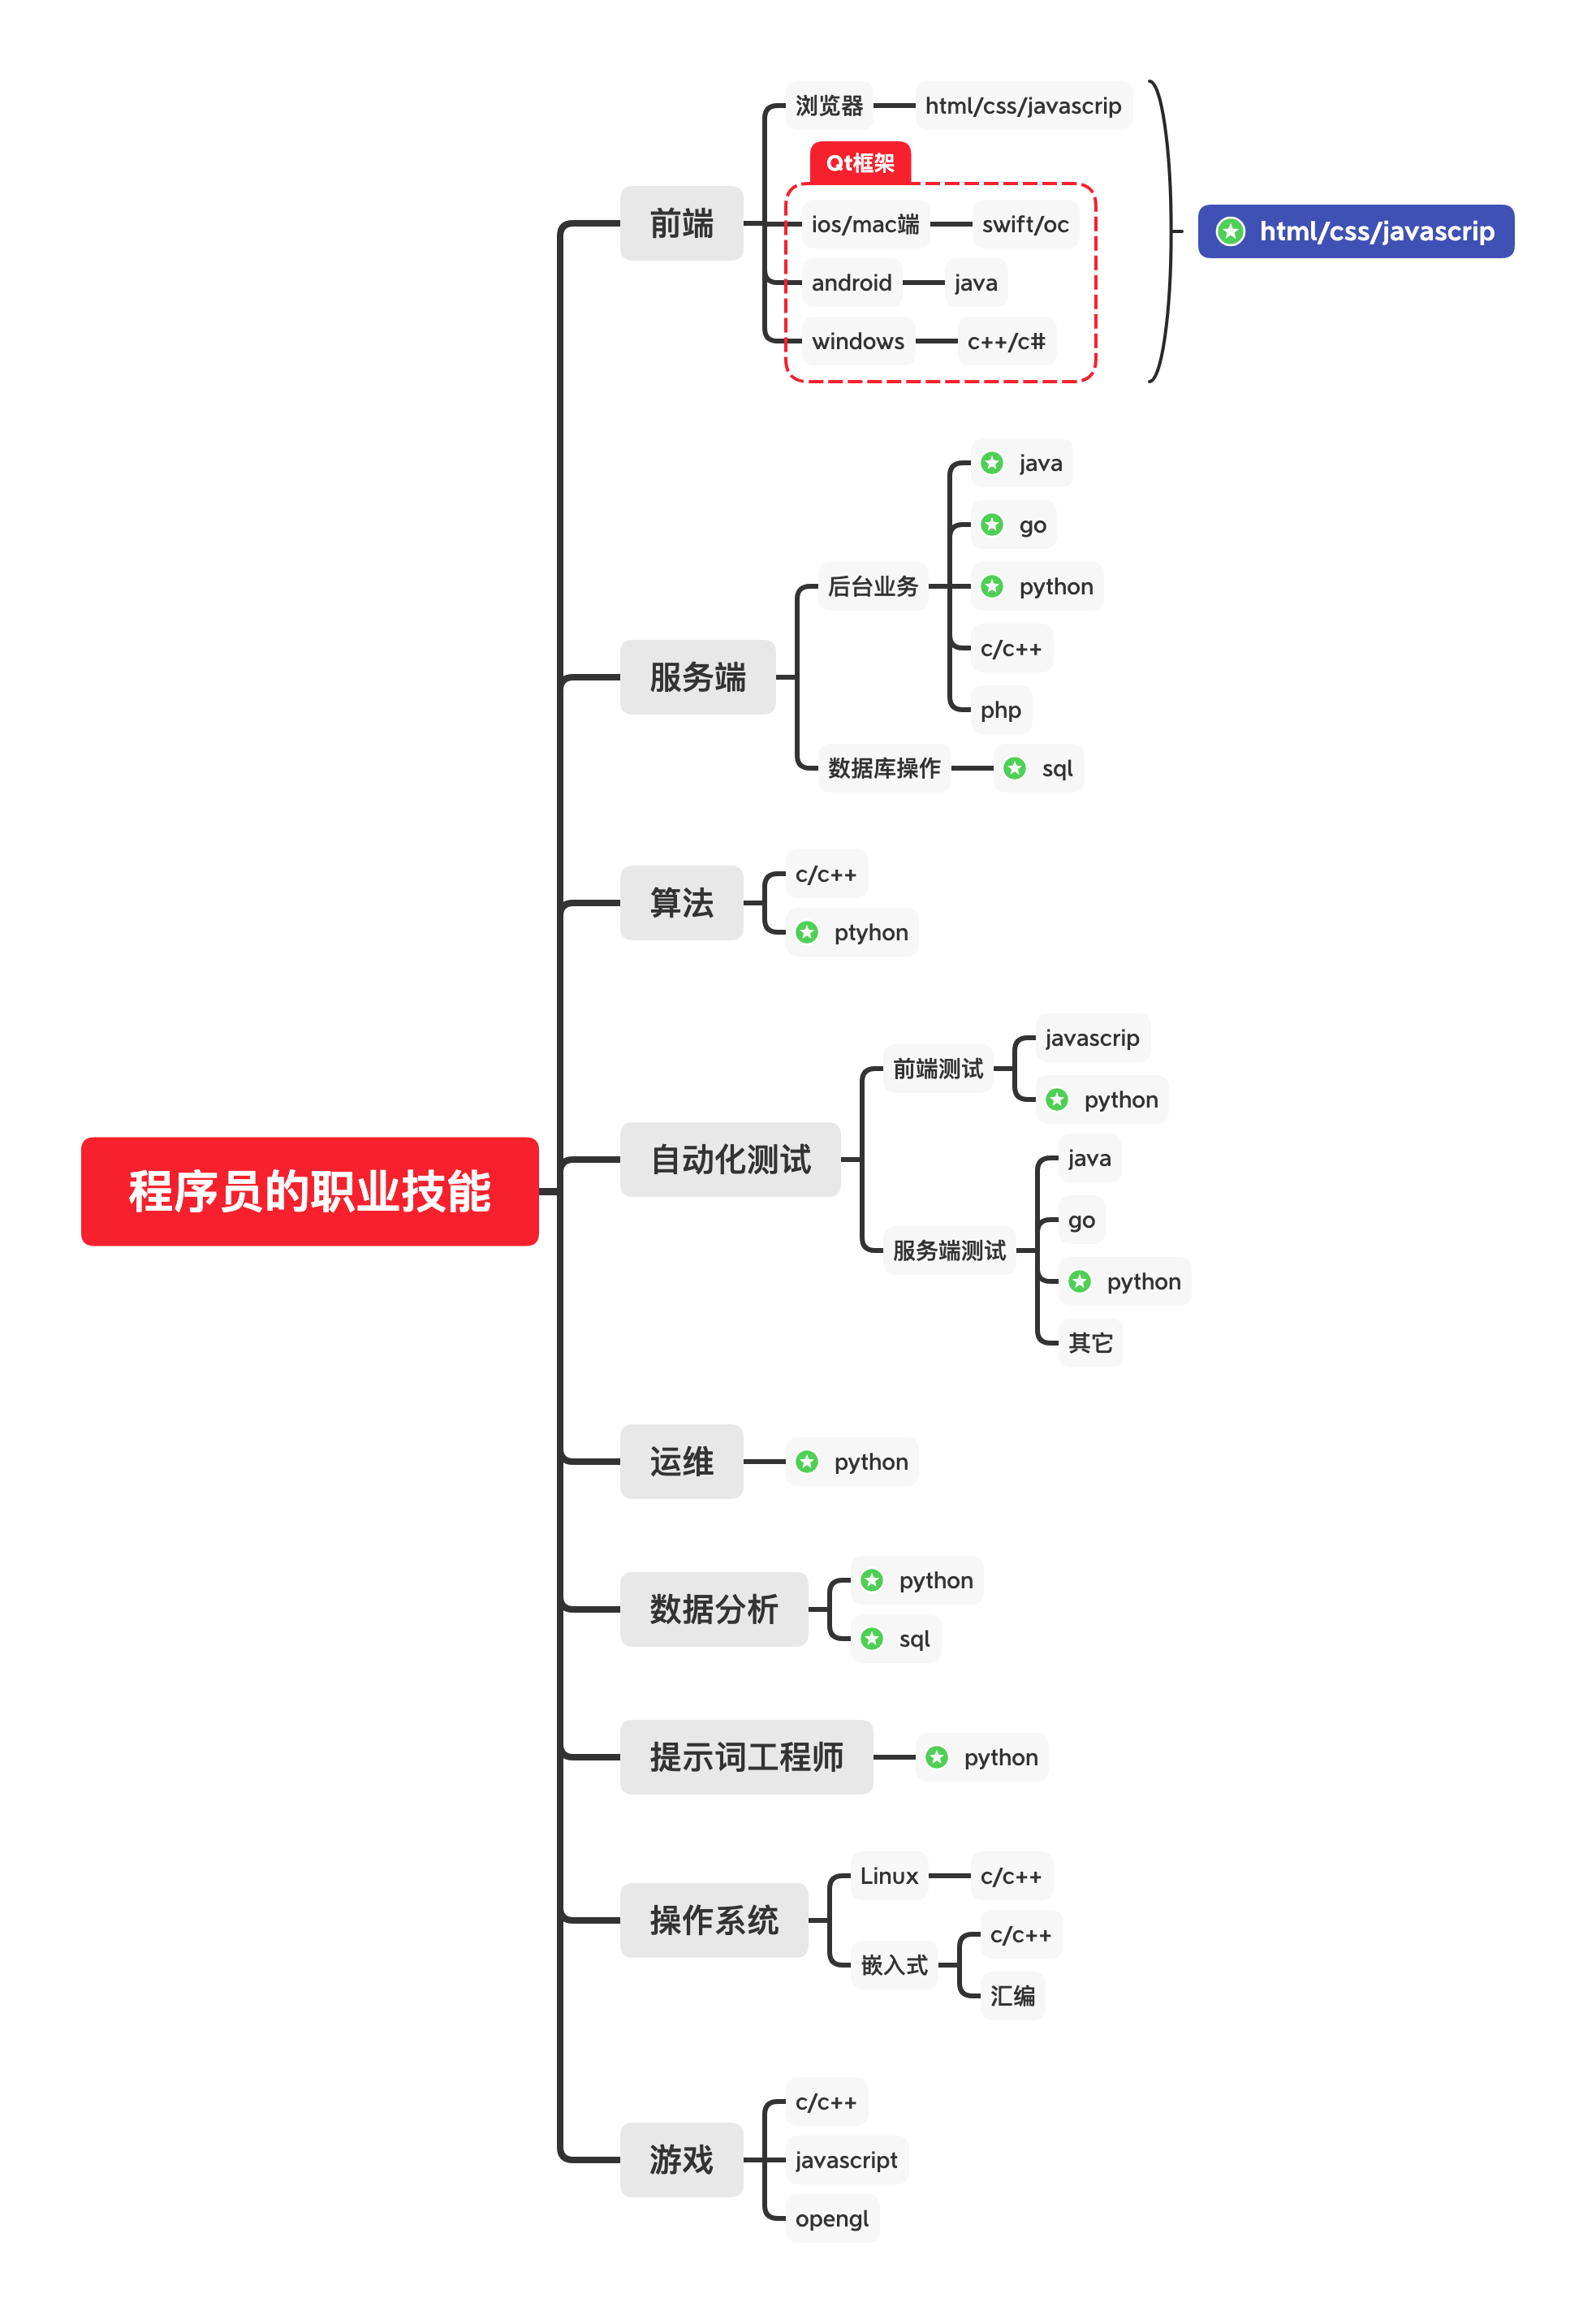 程序员的职业技能
前端
浏览器
html/css/javascrip
Qt框架
ios/mac端
swift/oc
android
java
windows
c++/c#
html/css/javascrip
服务端
后台业务
java
go
python
c/c++
php
数据库操作
sql
算法
c/c++
ptyhon
自动化测试
前端测试
javascrip
python
服务端测试
java
go
python
其它
运维
python
数据分析
python
sql
提示词工程师
python
操作系统
Linux
c/c++
嵌入式
c/c++
汇编
游戏
c/c++
javascript
opengl